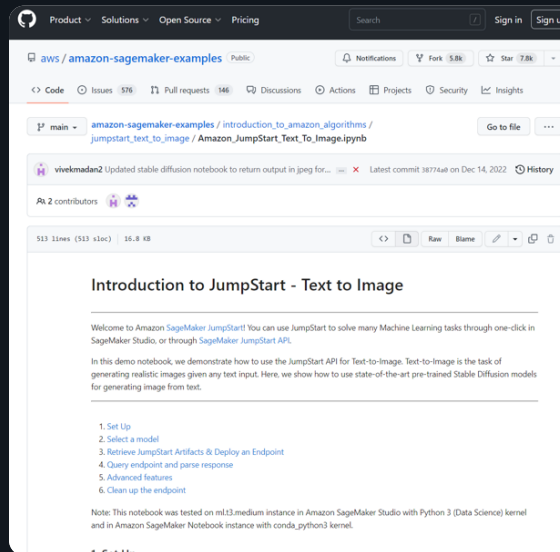 Product Solutions Open Source Pricing Search / Sign in Sign u
aws / amazon-sagemaker-examples Public Notifications Fork 5.8k Star 7.8k
Code Issues 576 Pull requests 146 Discussions Actions Projects Security Insights
main amazon-sagemaker-examples / introduction_to_amazon_algorithms / Go to file ...
jumpstart_text_to_image / Amazon_JumpStart_Text_To_Image.ipynb
vivekmadan2 Updated stable diffusion notebook to return output in jpeg for... ... × Latest commit 38774a0 on Dec 14, 2022 History
2 contributors
513 lines (513 sloc) 16.8 KB <> Raw Blame
Introduction to JumpStart - Text to Image
Welcome to Amazon SageMaker JumpStart! You can use JumpStart to solve many Machine Learning tasks through one-click in
SageMaker Studio, or through SageMaker JumpStart API.
In this demo notebook, we demonstrate how to use the JumpStart API for Text-to-Image. Text-to-Image is the task of
generating realistic images given any text input. Here, we show how to use state-of-the-art pre-trained Stable Diffusion models
for generating image from text.
1. Set Up
2. Select a model
3. Retrieve JumpStart Artifacts & Deploy an Endpoint
4. Query endpoint and parse response
5. Advanced features
6. Clean up the endpoint
Note: This notebook was tested on ml.t3.medium instance in Amazon SageMaker Studio with Python 3 (Data Science) kernel
and in Amazon SageMaker Notebook instance with conda_python3 kernel.
1. Set Up